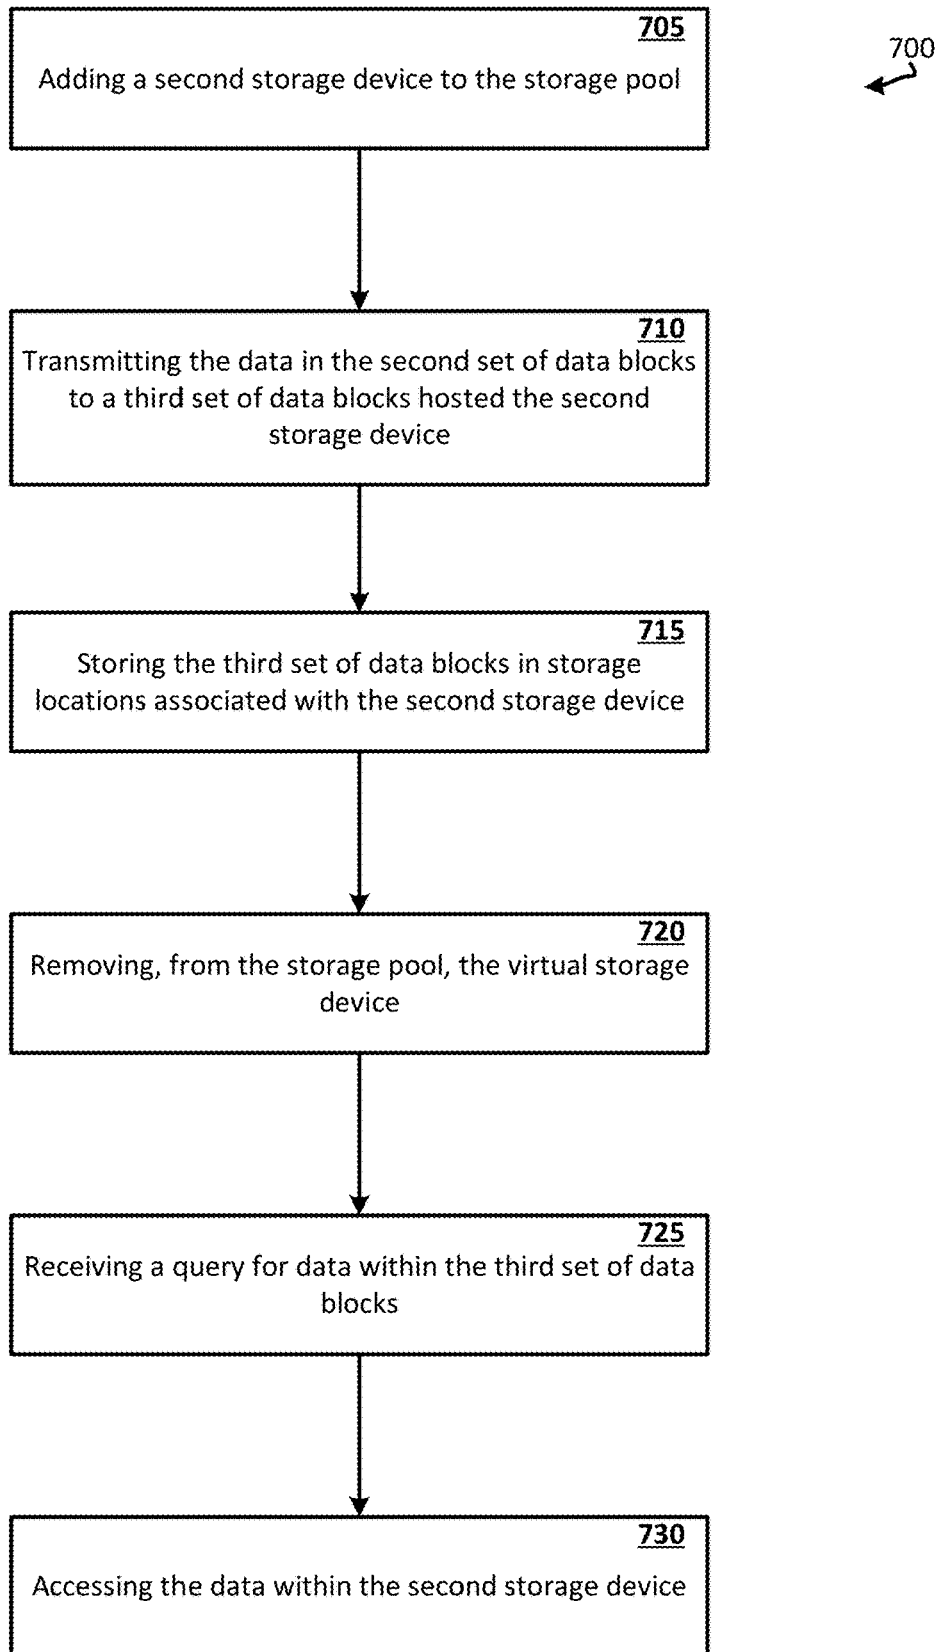 700
705
Adding a second storage device to the storage pool
710
Transmitting the data in the second set of data blocks
to a third set of data blocks hosted the second
storage device
715
Storing the third set of data blocks in storage
locations associated with the second storage device
720
Removing, from the storage pool, the virtual storage
device
725
Receiving a query for data within the third set of data
blocks
730
Accessing the data within the second storage device